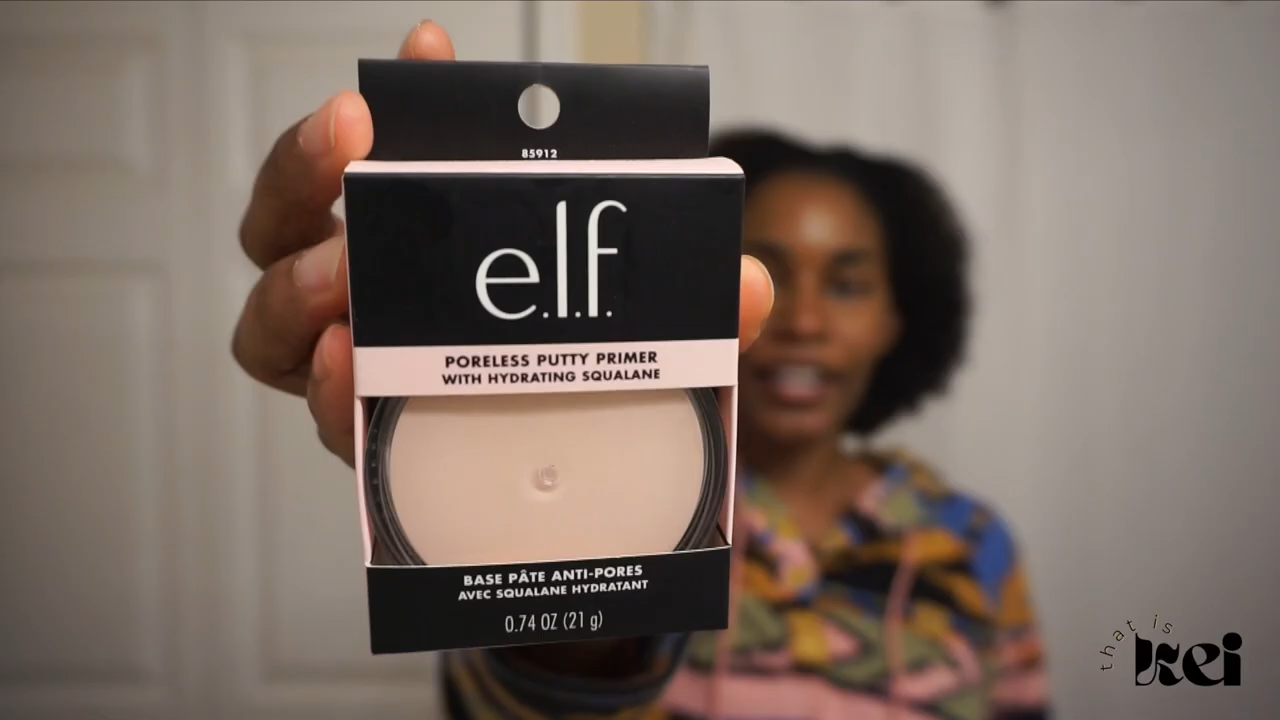 85912
e.l.f.
PORELESS PUTTY PRIMER
WITH HYDRATING SQUALANE
BASE PÂTE ANTI-PORES
AVEC SQUALANE HYDRATANT
0.74 OZ (21 g)
that is
kei